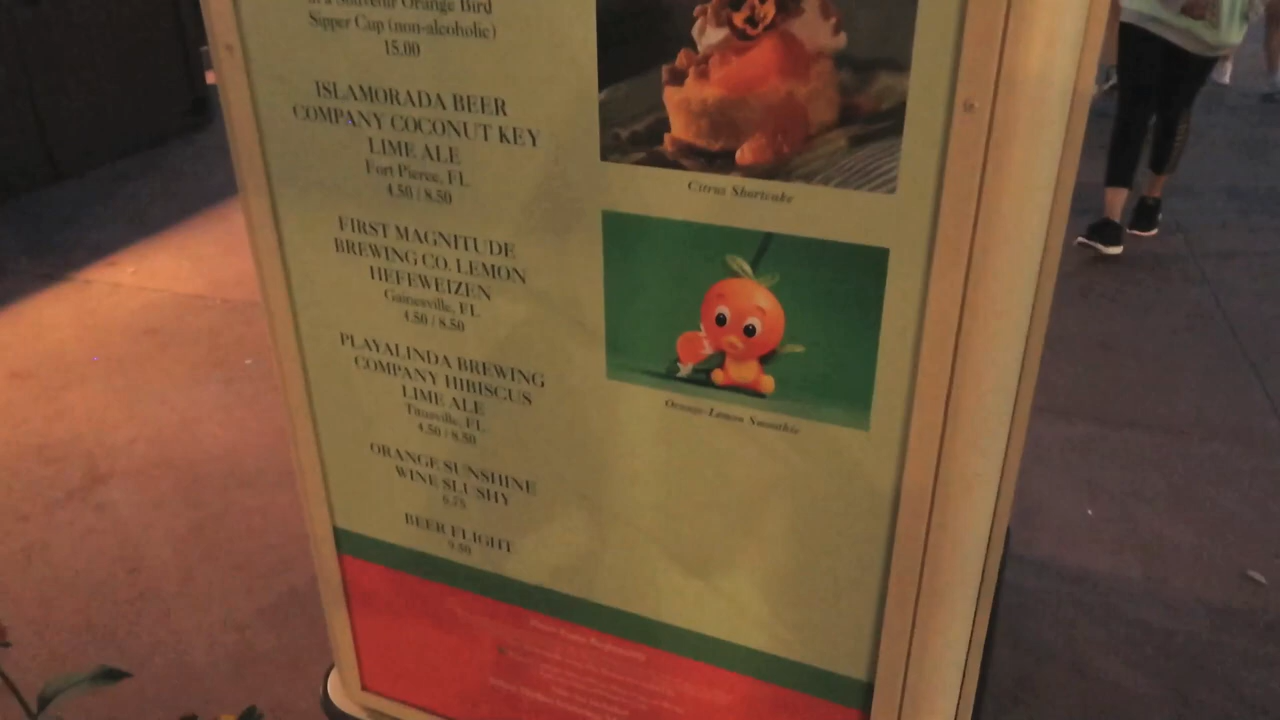 in a Souvenir Orange Bird
Sipper Cup (non-alcoholic)
15.00
ISLAMORADA BEER
COMPANY COCONUT KEY
LIME ALE
Fort Pierce, FL
4.50 / 8.50
FIRST MAGNITUDE
BREWING CO. LEMON
HEFEWEIZEN
Gainesville, FL
4.50 / 8.50
PLAYALINDA BREWING
COMPANY HIBISCUS
LIME ALE
Titusville, FL
4.50 / 8.50
ORANGE SUNSHINE
WINE SLUSHY
6.75
BEER FLIGHT
9.50
Citrus Shortcake
Orange-Lemon Smoothie